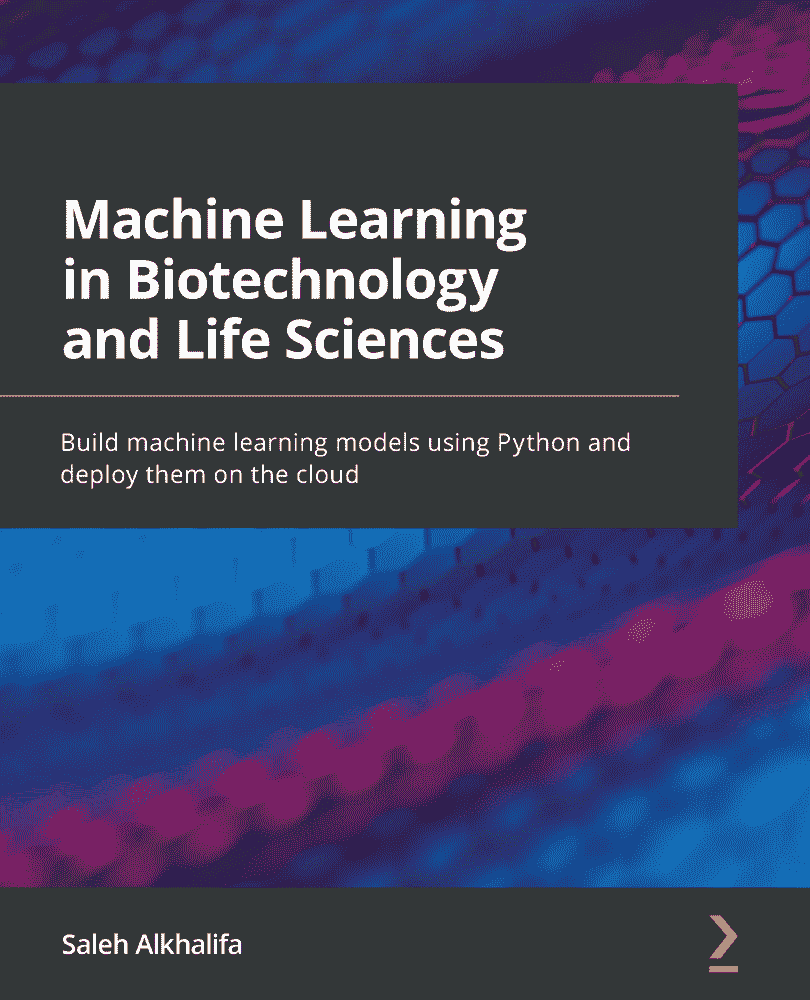 Machine Learning
in Biotechnology
and Life Sciences
Build machine learning models using Python and
deploy them on the cloud
Saleh Alkhalifa